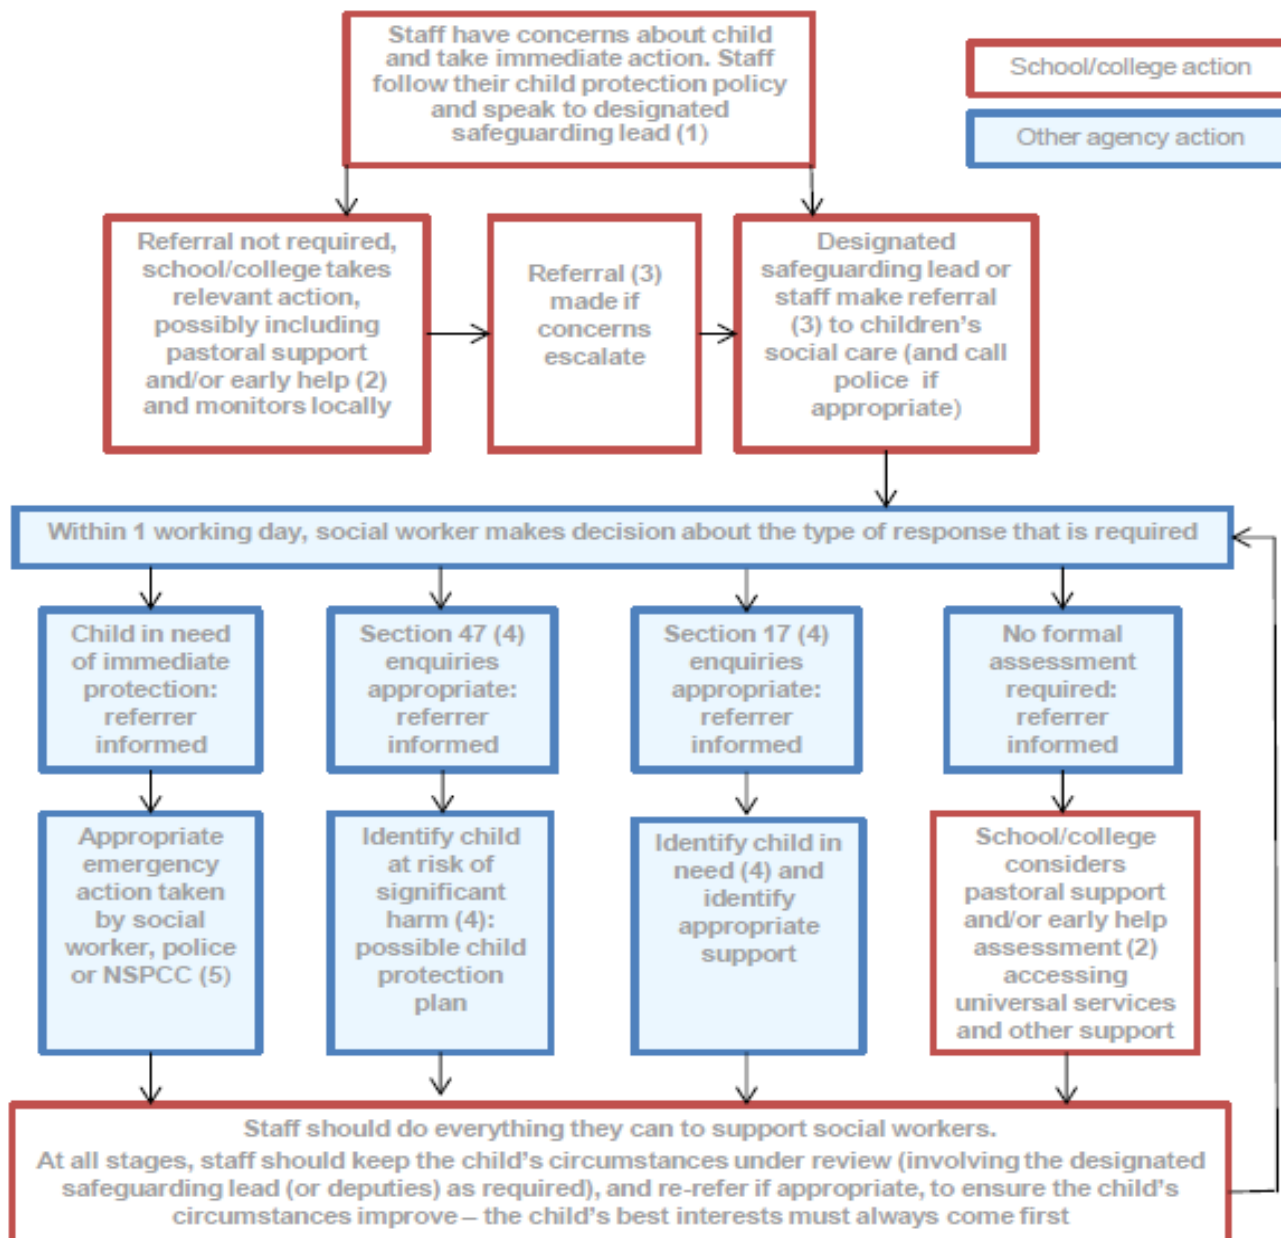 Staff have concerns about child
and take immediate action. Staff
follow their child protection policy
and speak to designated
safeguarding lead (1)
School/college action
Other agency action
Referral not required,
school/college takes
relevant action,
possibly including
pastoral support
and/or early help (2)
and monitors locally
Referral (3)
made if
concerns
escalate
Designated
safeguarding lead or
staff make referral
(3) to children’s
social care (and call
police if
appropriate)
Within 1 working day, social worker makes decision about the type of response that is required
Child in need
of immediate
protection:
referrer
informed
Section 47 (4)
enquiries
appropriate:
referrer
informed
Section 17 (4)
enquiries
appropriate:
referrer
informed
No formal
assessment
required:
referrer
informed
Appropriate
emergency
action taken
by social
worker, police
or NSPCC (5)
Identify child
at risk of
significant
harm (4):
possible child
protection
plan
Identify child in
need (4) and
identify
appropriate
support
School/college
considers
pastoral support
and/or early help
assessment (2)
accessing
universal services
and other support
Staff should do everything they can to support social workers.
At all stages, staff should keep the child’s circumstances under review (involving the designated
safeguarding lead (or deputies) as required), and re-refer if appropriate, to ensure the child’s
circumstances improve – the child’s best interests must always come first